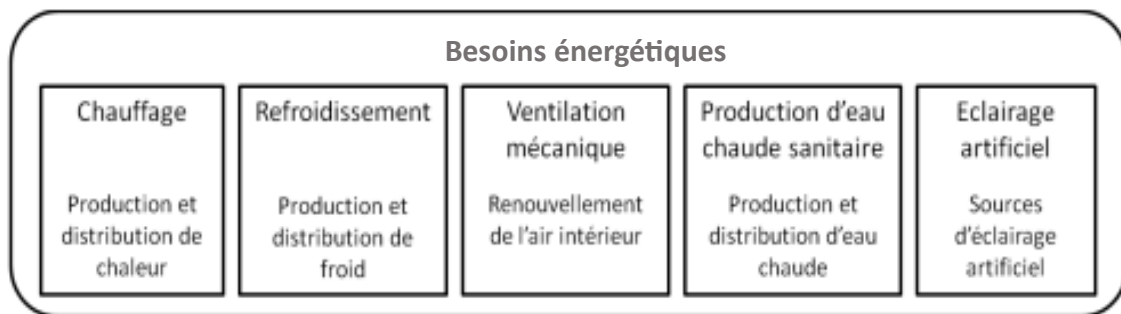 Besoins énergétiques
Chauffage
Production et
distribution de
chaleur
Refroidissement
Production et
distribution de
froid
Ventilation
mécanique
Renouvellement
de l'air intérieur
Production d'eau
chaude sanitaire
Production et
distribution d'eau
chaude
Eclairage
artificiel
Sources
d'éclairage
artificiel